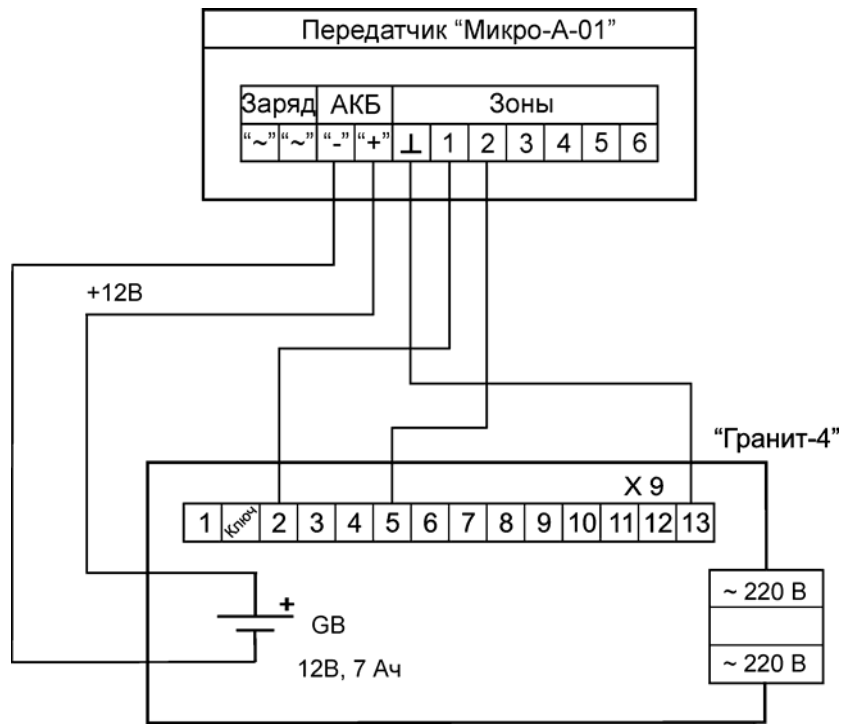 Передатчик “Микро-А-01”
Заряд АКБ Зоны
“~” “~” “-” “+” ⊥ 1 2 3 4 5 6
+12В
“Гранит-4”
X 9
1 Ключ 2 3 4 5 6 7 8 9 10 11 12 13
~ 220 В
+
GB
~ 220 В
12В, 7 Ач